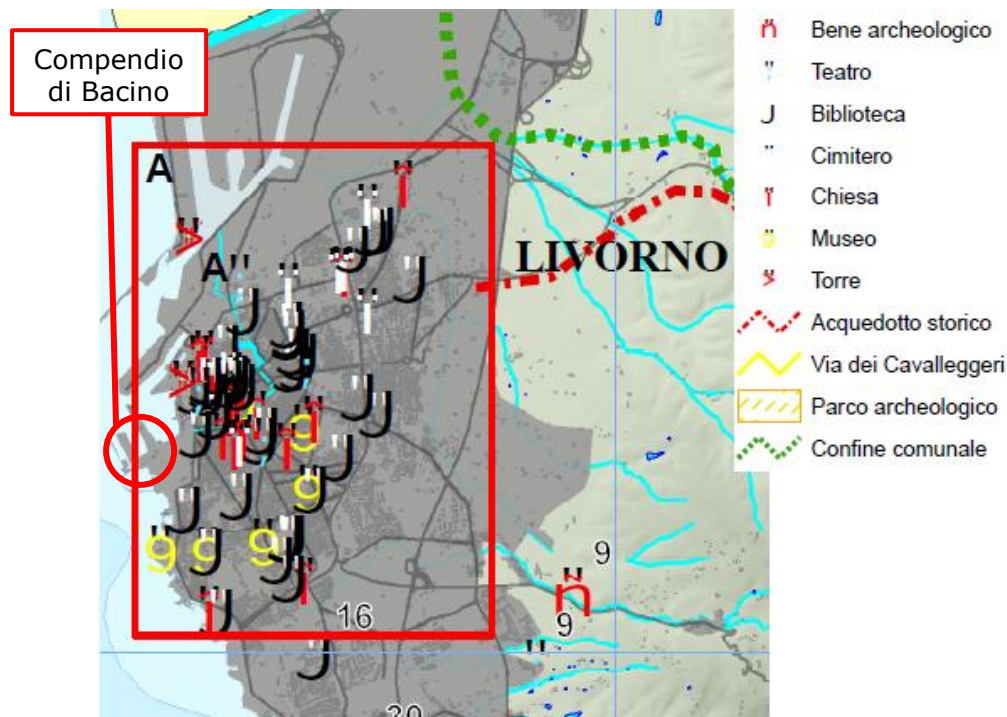 Compendio
di Bacino
A
A
LIVORNO
9
16
9
30
n̈ Bene archeologico
Teatro
J Biblioteca
Cimitero
Chiesa
g Museo
Torre
Acquedotto storico
Via dei Cavalleggeri
Parco archeologico
Confine comunale